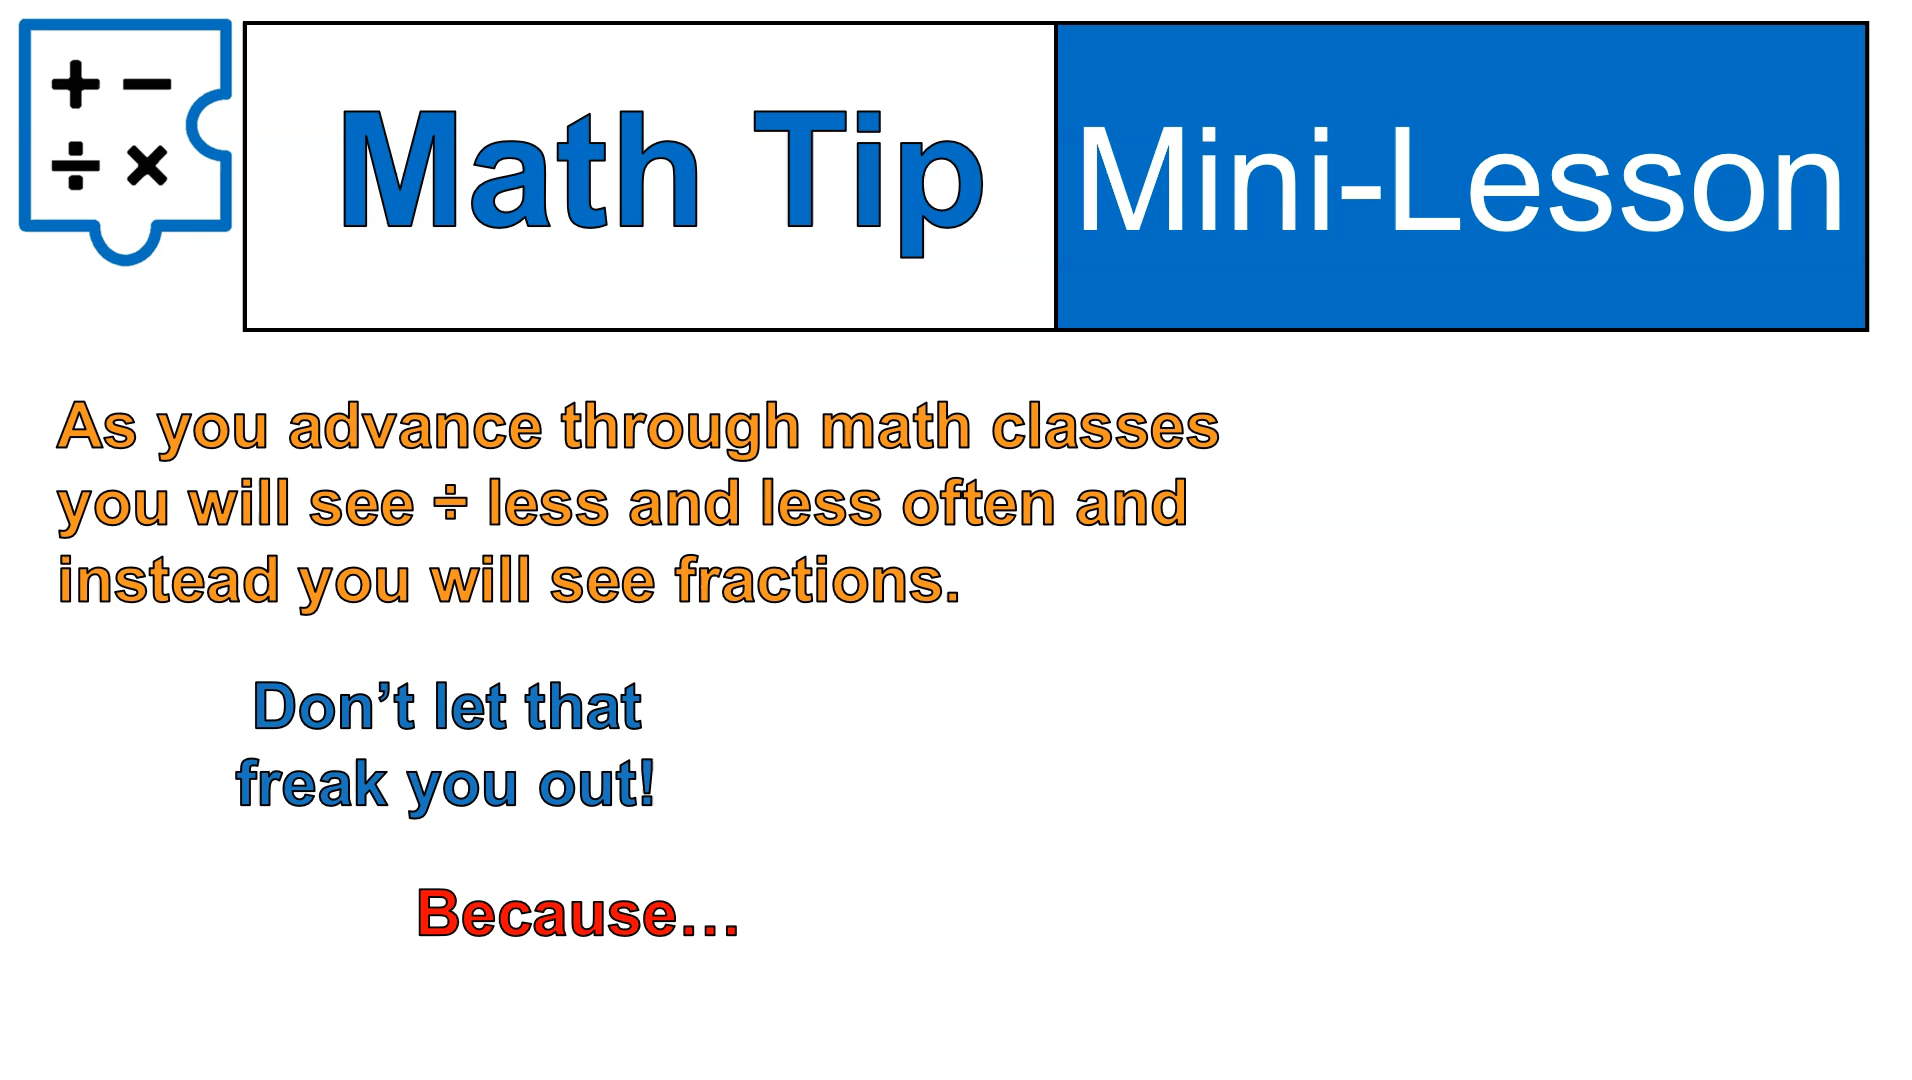 + −
÷ ×
Math Tip Mini-Lesson
As you advance through math classes
you will see ÷ less and less often and
instead you will see fractions.
Don’t let that
freak you out!
Because…